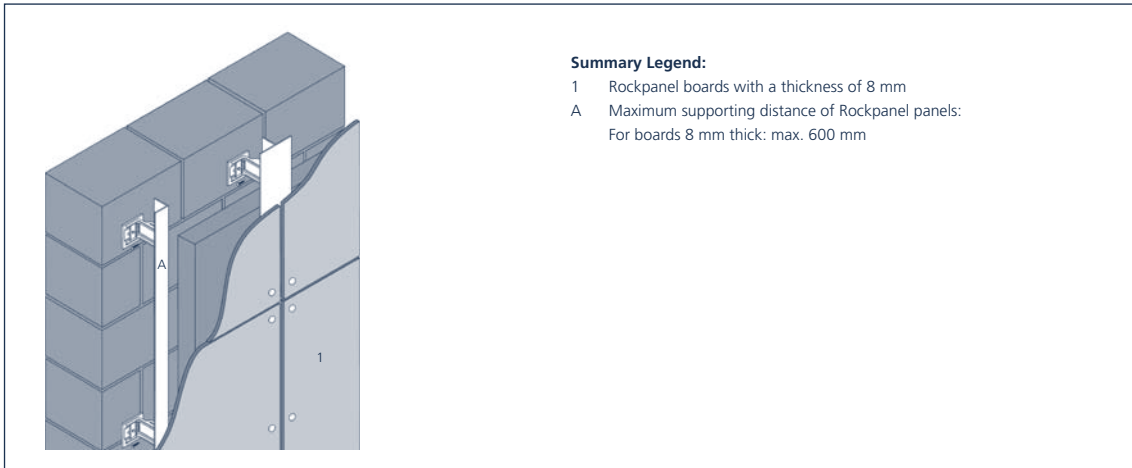 Summary Legend:
1 Rockpanel boards with a thickness of 8 mm
A Maximum supporting distance of Rockpanel panels:
For boards 8 mm thick: max. 600 mm
A
1